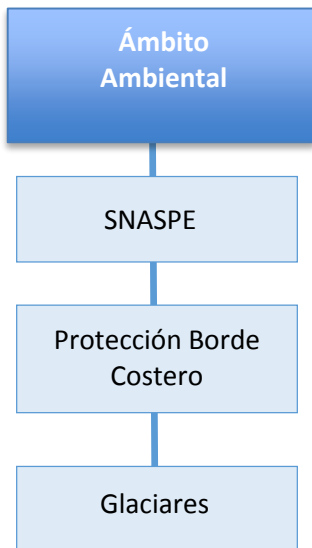 Ámbito
Ambiental
SNASPE
Protección Borde
Costero
Glaciares